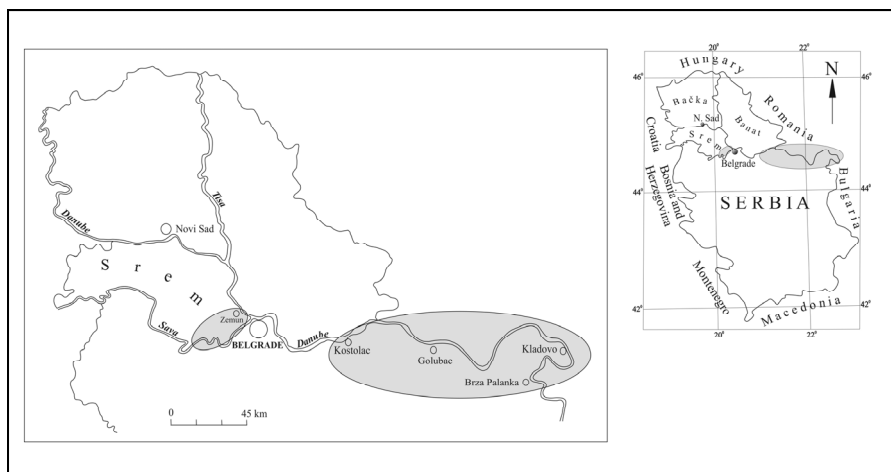 Danube
Tisa
Novi Sad
Srem
Zemun
Sava
BELGRADE
Danube
Kostolac
Golubac
Kladovo
Brza Palanka
0 45 km
20° 22°
Hungary
46° 46°
N
Bačka
Romania
N. Sad
Banat
Croatia
Srem
Belgrade
44° 44°
Bosnia and
Herzegovira
Bulgaria
SERBIA
Montenegro
42° 42°
Macedonia
20° 22°